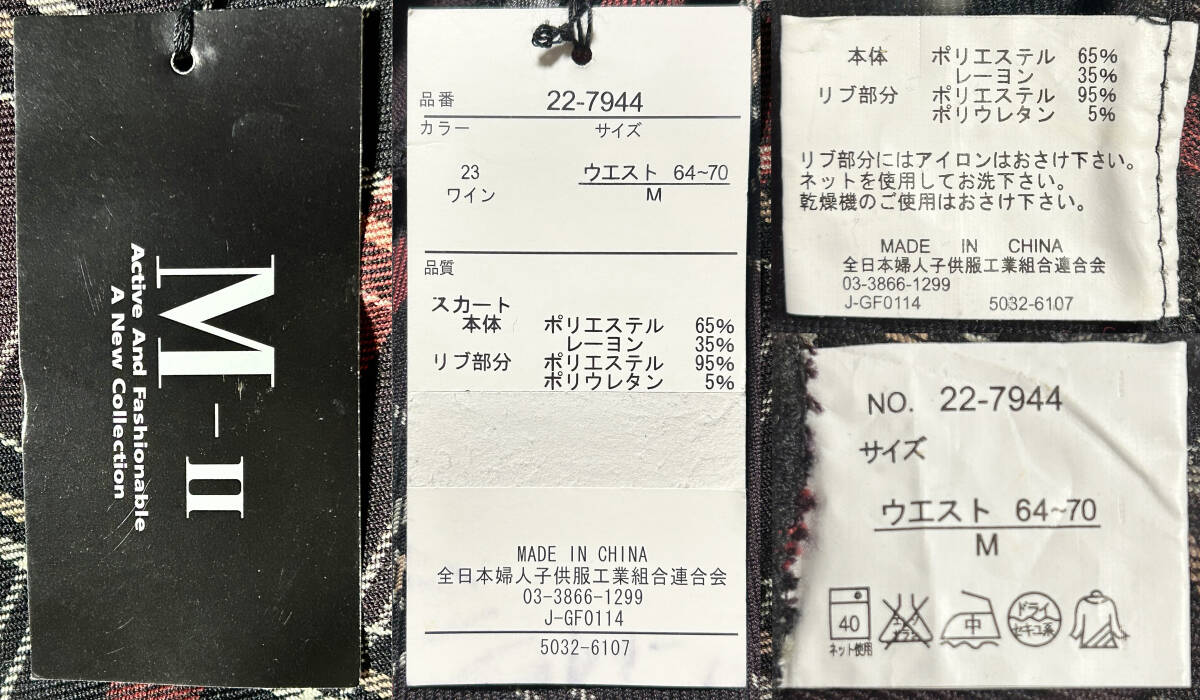 M-II
Active And Fashionable
A New Collection
品番 22-7944
カラー サイズ
23 ウエスト 64~70
ワイン M
品質
スカート
本体 ポリエステル 65%
レーヨン 35%
リブ部分 ポリエステル 95%
ポリウレタン 5%
MADE IN CHINA
全日本婦人子供服工業組合連合会
03-3866-1299
J-GF0114
5032-6107
本体 ポリエステル 65%
レーヨン 35%
リブ部分 ポリエステル 95%
ポリウレタン 5%
リブ部分にはアイロンはおさけ下さい。
ネットを使用してお洗下さい。
乾燥機のご使用はおさけ下さい。
MADE IN CHINA
全日本婦人子供服工業組合連合会
03-3866-1299
J-GF0114 5032-6107
NO. 22-7944
サイズ
ウエスト 64~70
M
40 エンソサラシ 中 ドライ
セキユ系
ネット使用